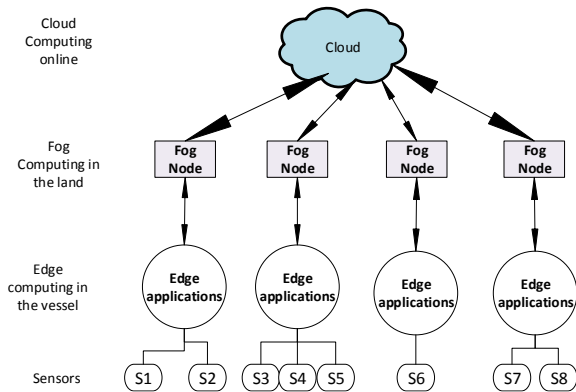 Cloud
Computing
online
Cloud
Fog
Computing in
the land
Fog
Node
Fog
Node
Fog
Node
Fog
Node
Edge
computing in
the vessel
Edge
applications
Edge
applications
Edge
applications
Edge
applications
Sensors
S1
S2
S3
S4
S5
S6
S7
S8